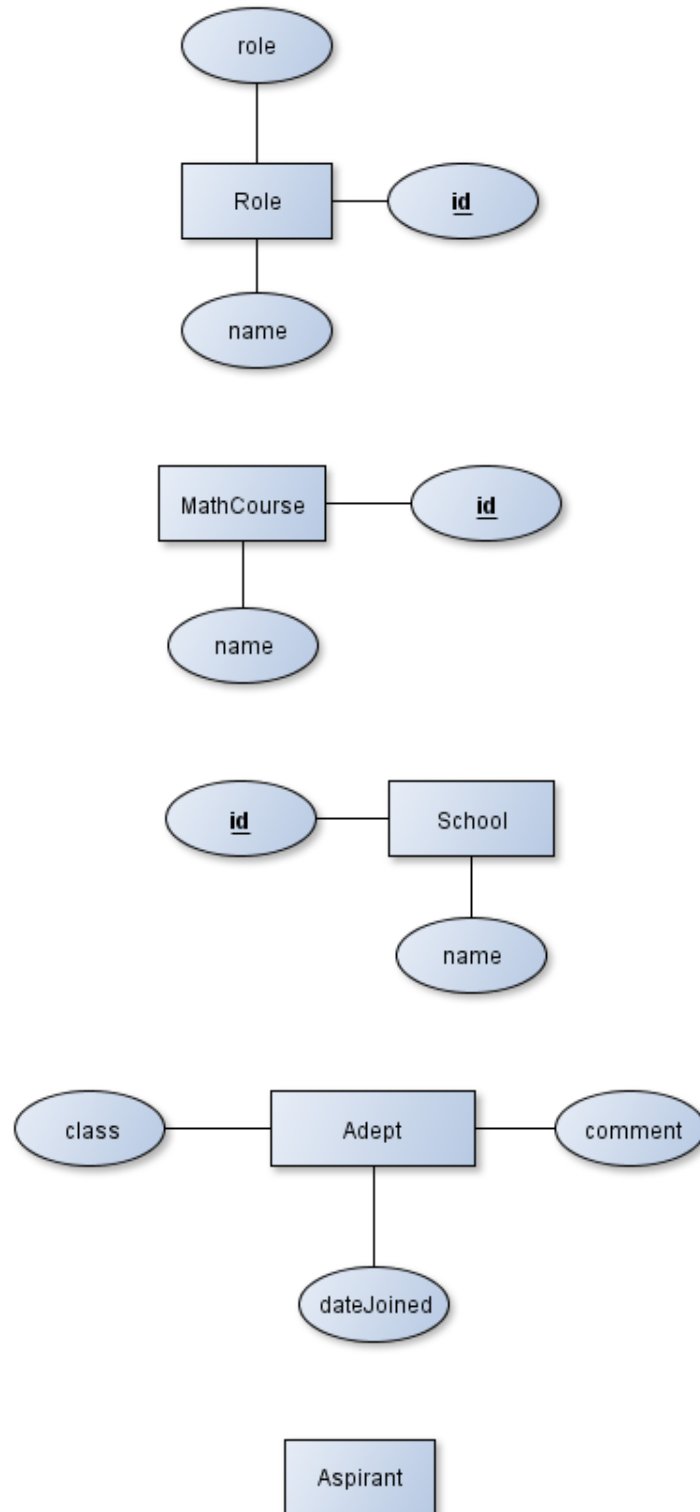 role
Role
id
name
MathCourse
id
name
id
School
name
class
Adept
comment
dateJoined
Aspirant